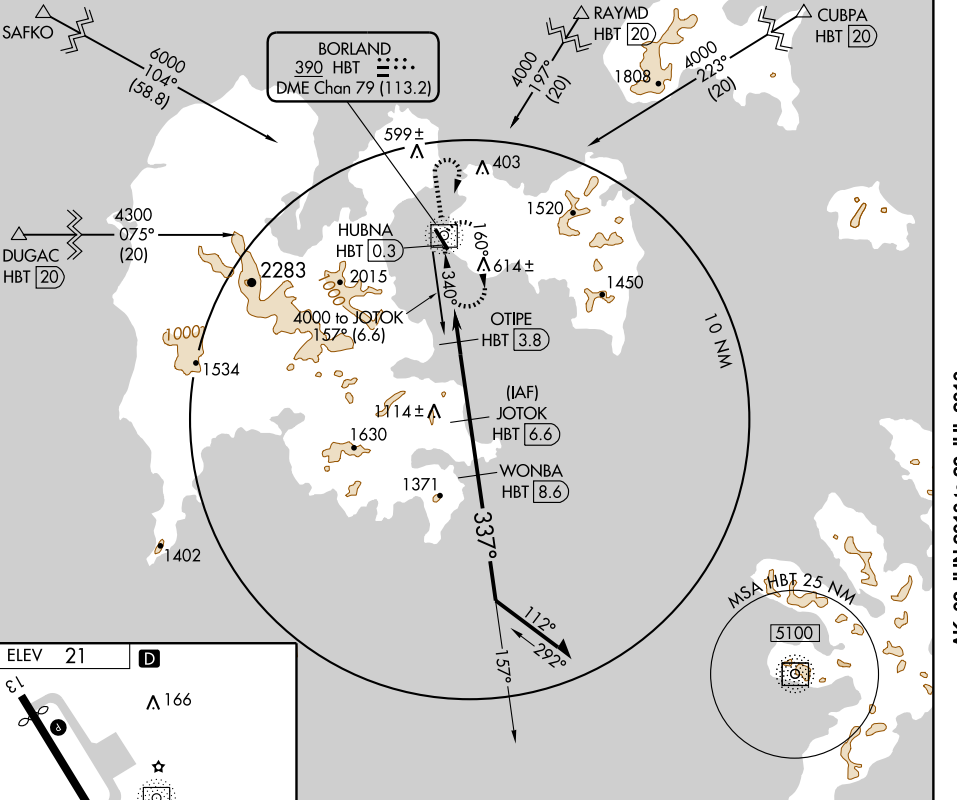 SAFKO
6000
104°
(58.8)
BORLAND
390 HBT
DME Chan 79 (113.2)
RAYMD
HBT 20
4000
197°
(20)
1808
CUBPA
HBT 20
4000
223°
(20)
599±
403
1520
DUGAC
HBT 20
4300
075°
(20)
HUBNA
HBT 0.3
160°
340°
614±
2283
2015
1450
4000 to JOTOK
157° (6.6)
1000
1534
OTIPE
HBT 3.8
10 NM
(IAF)
JOTOK
HBT 6.6
1114±
1630
WONBA
HBT 8.6
1371
1402
337°
112°
292°
157°
MSA HBT 25 NM
5100
ELEV 21
D
13
P
166